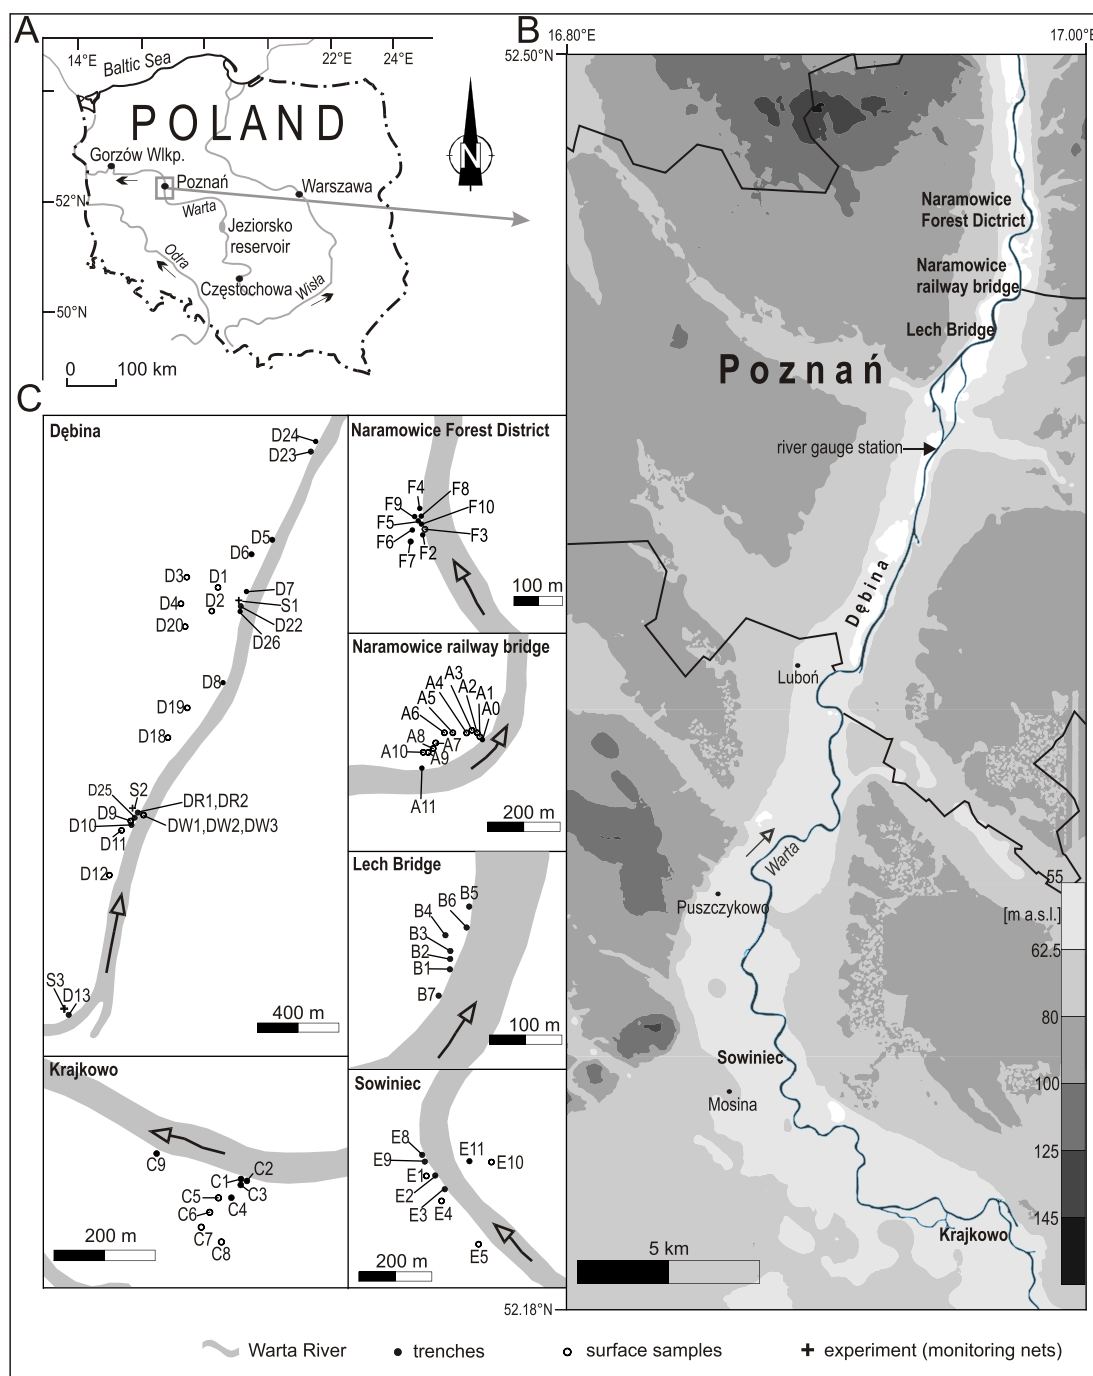 A
14°E
22°E
24°E
Baltic Sea
POLAND
Gorzów Wlkp.
Poznań
52°N
Warta
Warszawa
Jeziorsko
reservoir
Odra
Częstochowa
Wisła
50°N
0
100 km
N
B
16.80°E
17.00°E
52.50°N
Naramowice
Forest Dictrict
Naramowice
railway bridge
Lech Bridge
Poznań
river gauge station
Dębina
Luboń
Warta
Puszczykowo
55
[m a.s.l.]
62.5
80
100
125
145
Sowiniec
Mosina
Krajkowo
5 km
52.18°N
C
Dębina
D24
D23
D5
D6
D3
D1
D7
D4
D2
S1
D20
D22
D26
D8
D19
D18
S2
D25
DR1,DR2
D9
D10
DW1,DW2,DW3
D11
D12
S3
D13
400 m
Naramowice Forest District
F4
F8
F9
F10
F5
F6
F3
F7
F2
100 m
Naramowice railway bridge
A3
A4
A2
A5
A1
A6
A0
A8
A7
A10
A9
A11
200 m
Lech Bridge
B5
B6
B4
B3
B2
B1
B7
100 m
Krajkowo
C9
C2
C1
C3
C5
C4
C6
C7
C8
200 m
Sowiniec
E8
E11
E9
E10
E1
E2
E3
E4
E5
200 m
Warta River
trenches
surface samples
experiment (monitoring nets)